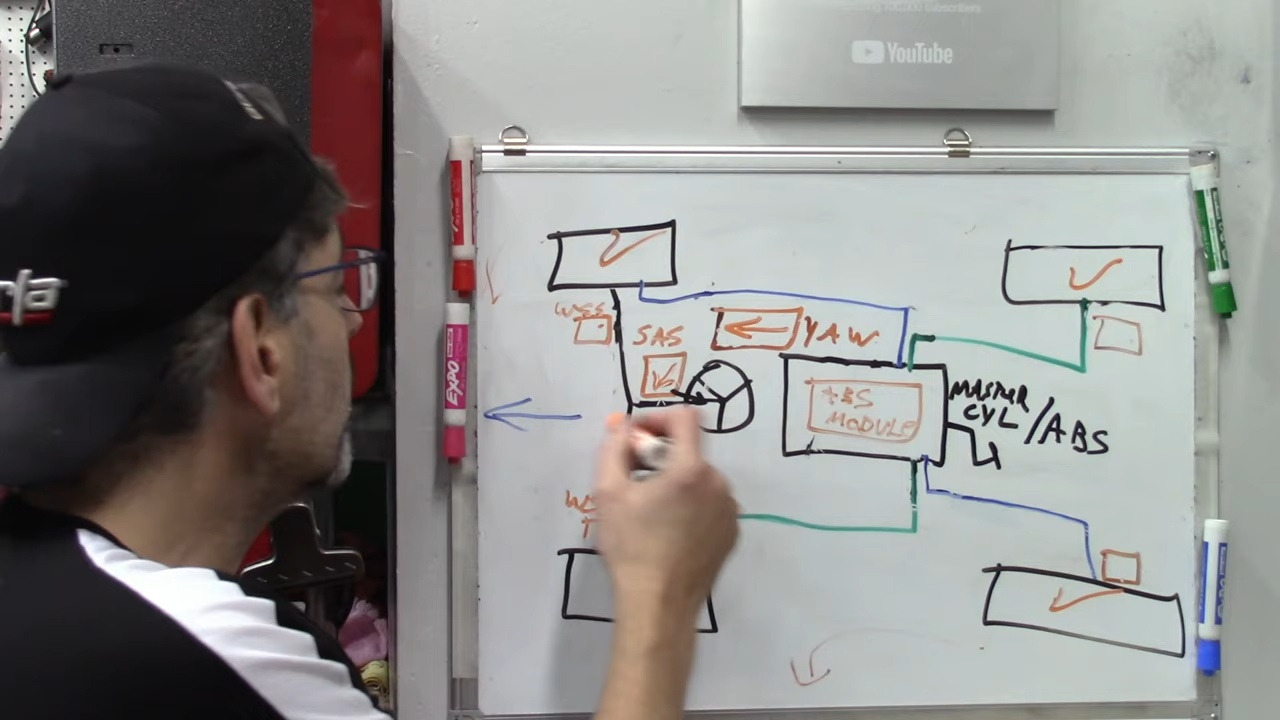 YouTube
EXPO
WSS
SAS
YAW
ABS
MODULE
MASTER
CYL/ABS